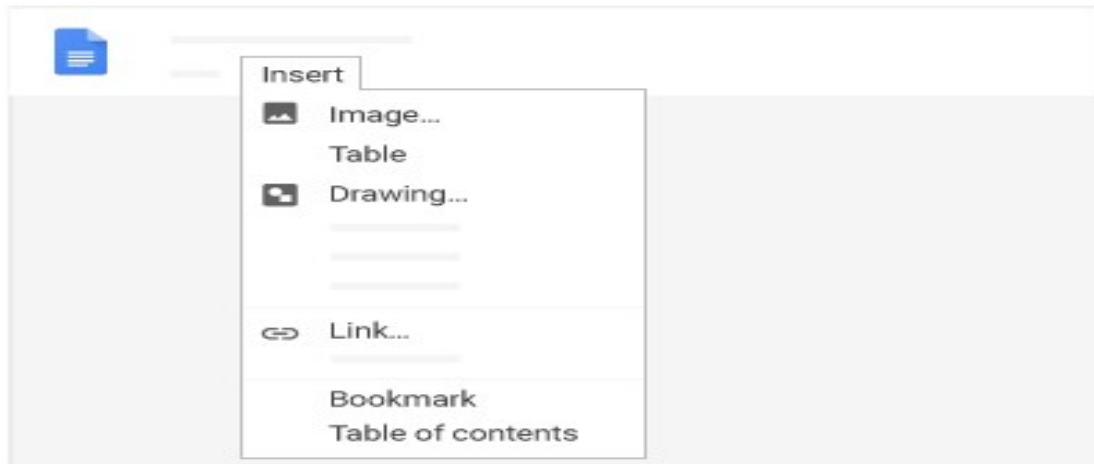 Insert
Image...
Table
Drawing...
Link...
Bookmark
Table of contents